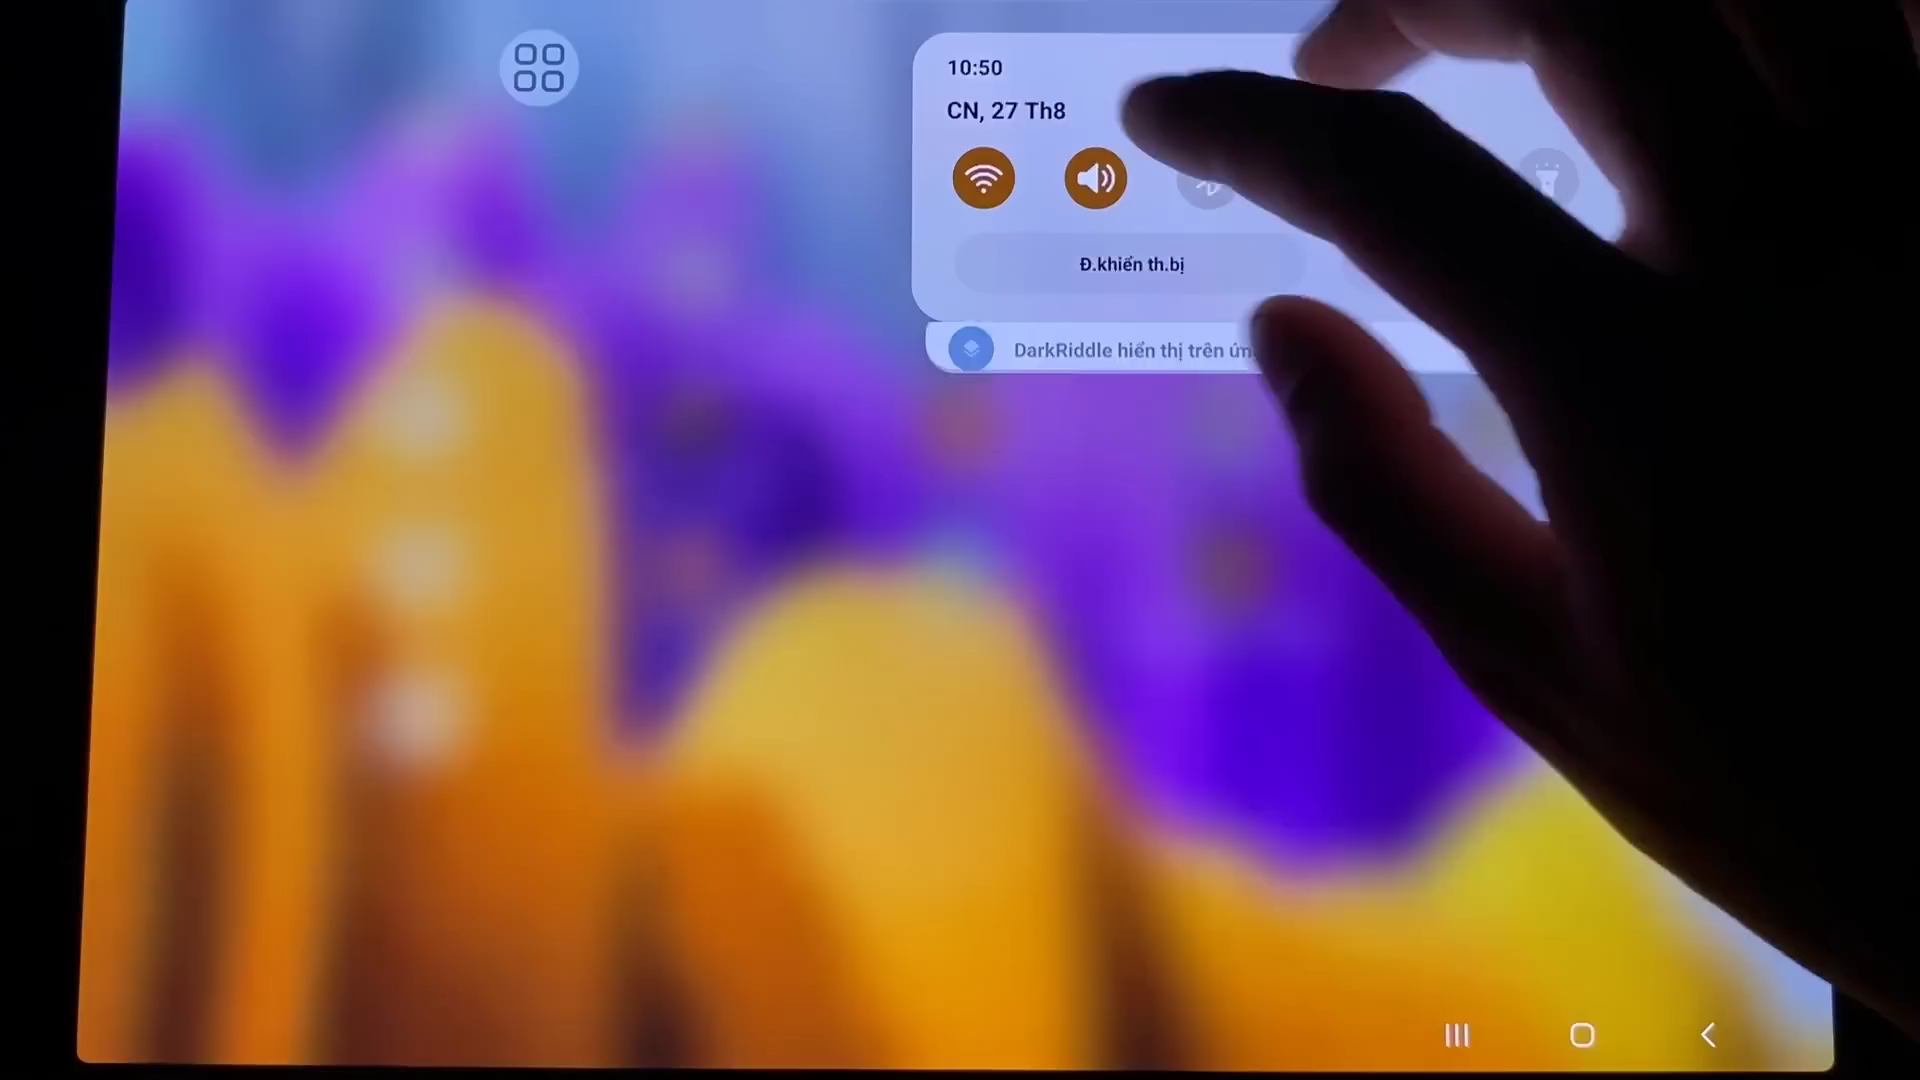 10:50
CN, 27 Th8
Đ.khiển th.bị
DarkRiddle hiển thị trên